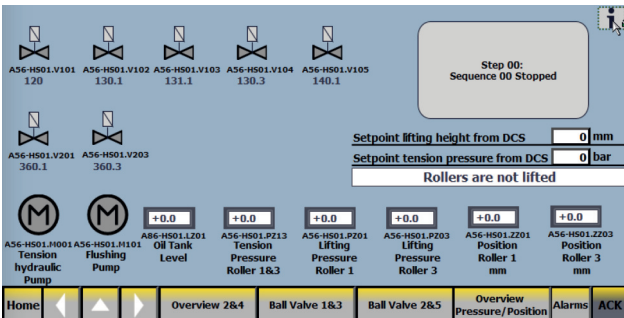 i
Step 00:
Sequence 00 Stopped
A56-HS01.V101 A56-HS01.V102 A56-HS01.V103 A56-HS01.V104 A56-HS01.V105
120 130.1 131.1 130.3 140.1
Setpoint lifting height from DCS 0 mm
A56-HS01.V201 A56-HS01.V203
360.1 360.3
Setpoint tension pressure from DCS 0 bar
Rollers are not lifted
M M +0.0 +0.0 +0.0 +0.0 +0.0 +0.0
A56-HS01.M001 A56-HS01.M101 A86-HS01.LZ01 A56-HS01.PZ13 A56-HS01.PZ01 A56-HS01.PZ03 A56-HS01.ZZ01 A56-HS01.ZZ03
Tension Flushing Oil Tank Tension Lifting Lifting Position Position
hydraulic Pump Level Pressure Pressure Pressure Roller 1 Roller 3
Pump Roller 1&3 Roller 1 Roller 3 mm mm
Home Overview 2&4 Ball Valve 1&3 Ball Valve 2&5 Overview Pressure/Position Alarms ACK